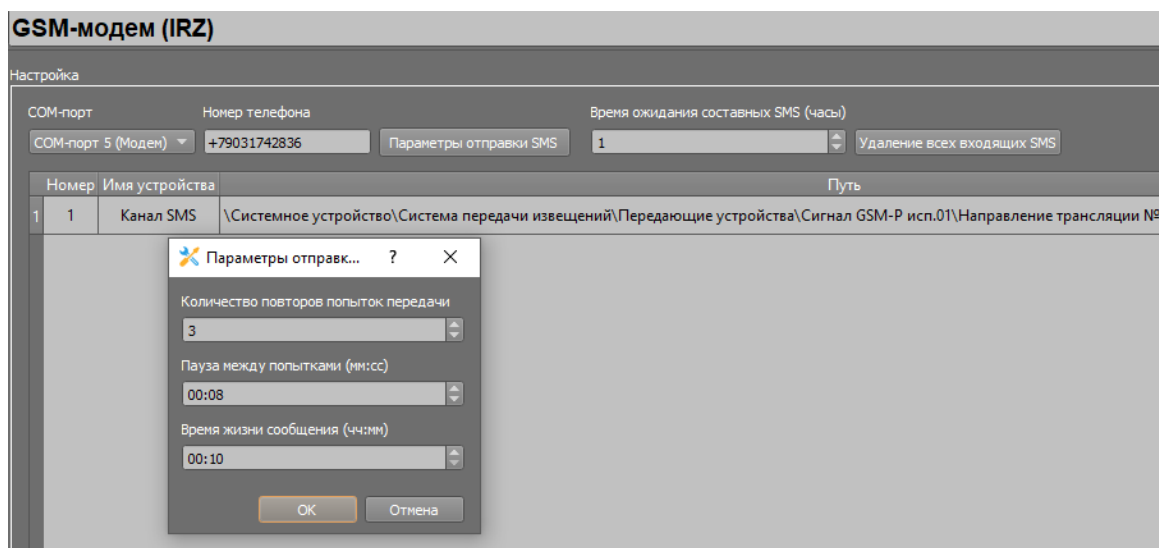 GSM-модем (IRZ)
Настройка
COM-порт Номер телефона Время ожидания составных SMS (часы)
COM-порт 5 (Модем) +79031742836 Параметры отправки SMS 1 Удаление всех входящих SMS
Номер Имя устройства Путь
1 1 Канал SMS \Системное устройство\Система передачи извещений\Передающие устройства\Сигнал GSM-P исп.01\Направление трансляции №
Параметры отправк... ?
Количество повторов попыток передачи
3
Пауза между попытками (мм:сс)
00:08
Время жизни сообщения (чч:мм)
00:10
OK Отмена